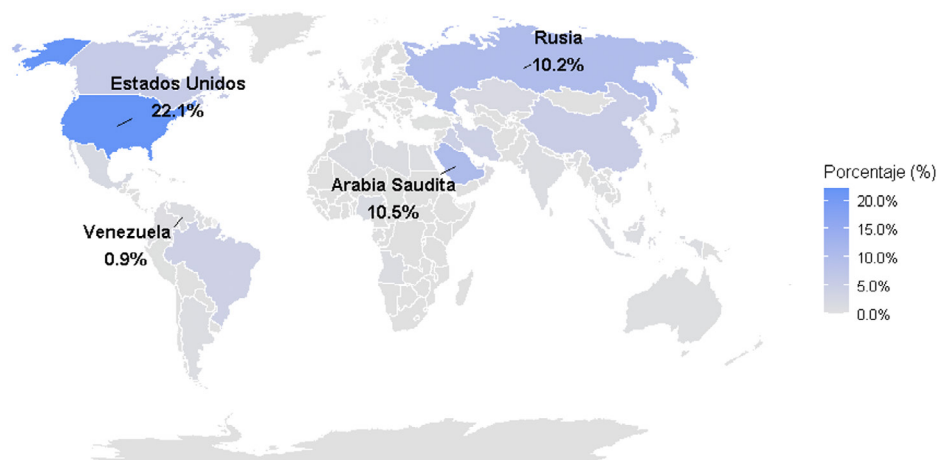 Rusia
10.2%
Estados Unidos
22.1%
Arabia Saudita
10.5%
Venezuela
0.9%
Porcentaje (%)
20.0%
15.0%
10.0%
5.0%
0.0%